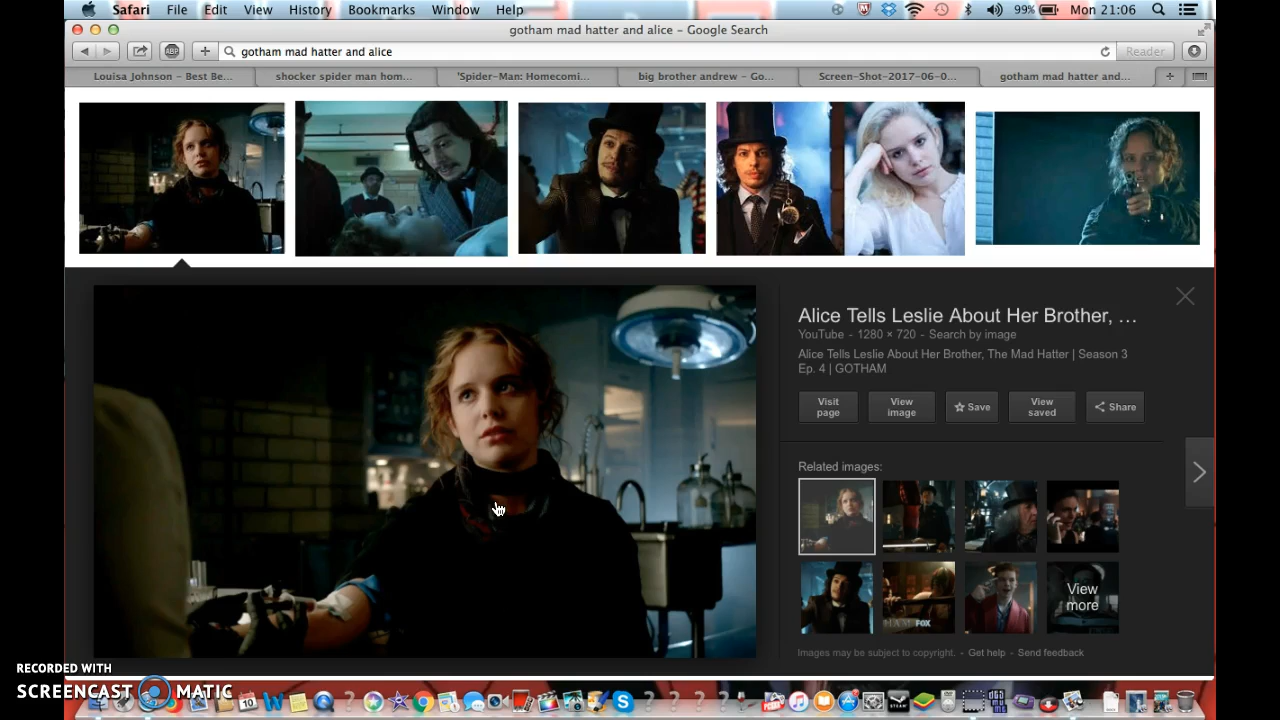 Safari File Edit View History Bookmarks Window Help 99% Mon 21:06
gotham mad hatter and alice – Google Search
ABP + gotham mad hatter and alice Reader
Louisa Johnson – Best Be... shocker spider man hom... 'Spider-Man: Homecomi... big brother andrew – Go... Screen-Shot-2017-06-0... gotham mad hatter and... +
Alice Tells Leslie About Her Brother, ...
YouTube - 1280 × 720 - Search by image
Alice Tells Leslie About Her Brother, The Mad Hatter | Season 3
Ep. 4 | GOTHAM
Visit page
View image
Save
View saved
Share
Related images:
FOX
View more
Images may be subject to copyright. - Get help - Send feedback
RECORDED WITH
SCREENCAST MATIC
10
STEAM